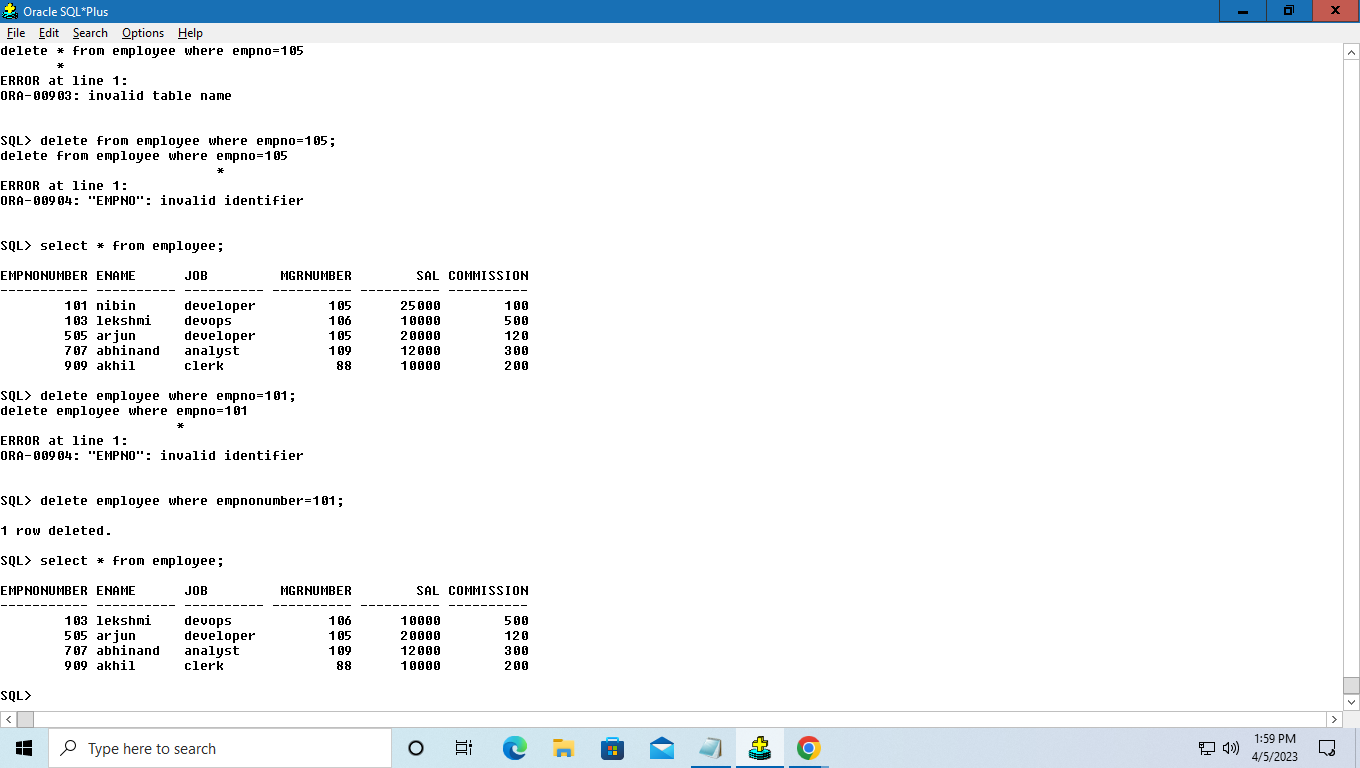 Oracle SQL*Plus
File Edit Search Options Help
delete * from employee where empno=105
       *
ERROR at line 1:
ORA-00903: invalid table name
SQL> delete from employee where empno=105;
delete from employee where empno=105
                           *
ERROR at line 1:
ORA-00904: "EMPNO": invalid identifier
SQL> select * from employee;
EMPNONUMBER ENAME      JOB         MGRNUMBER        SAL COMMISSION
----------- ---------- ---------- ---------- ---------- ----------
        101 nibin      developer         105      25000        100
        103 lekshmi    devops            106      10000        500
        505 arjun      developer         105      20000        120
        707 abhinand   analyst           109      12000        300
        909 akhil      clerk              88      10000        200
SQL> delete employee where empno=101;
delete employee where empno=101
                      *
ERROR at line 1:
ORA-00904: "EMPNO": invalid identifier
SQL> delete employee where empnonumber=101;
1 row deleted.
SQL> select * from employee;
EMPNONUMBER ENAME      JOB         MGRNUMBER        SAL COMMISSION
----------- ---------- ---------- ---------- ---------- ----------
        103 lekshmi    devops            106      10000        500
        505 arjun      developer         105      20000        120
        707 abhinand   analyst           109      12000        300
        909 akhil      clerk              88      10000        200
SQL>
Type here to search
1:59 PM
4/5/2023